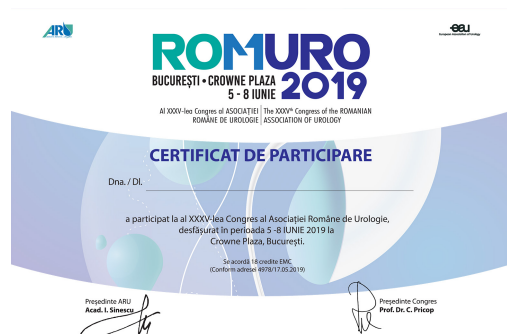 ARU
eau
European Association of Urology
ROMURO
BUCUREȘTI • CROWNE PLAZA
5 - 8 IUNIE
2019
Al XXXV-lea Congres al ASOCIAȚIEI
ROMÂNE DE UROLOGIE
The XXXVᵗʰ Congress of the ROMANIAN
ASSOCIATION OF UROLOGY
CERTIFICAT DE PARTICIPARE
Dna. / Dl.
a participat la al XXXV-lea Congres al Asociației Române de Urologie,
desfășurat în perioada 5 -8 IUNIE 2019 la
Crowne Plaza, București.
Se acordă 18 credite EMC
(Conform adresei 4978/17.05.2019)
Președinte ARU
Acad. I. Sinescu
Președinte Congres
Prof. Dr. C. Pricop